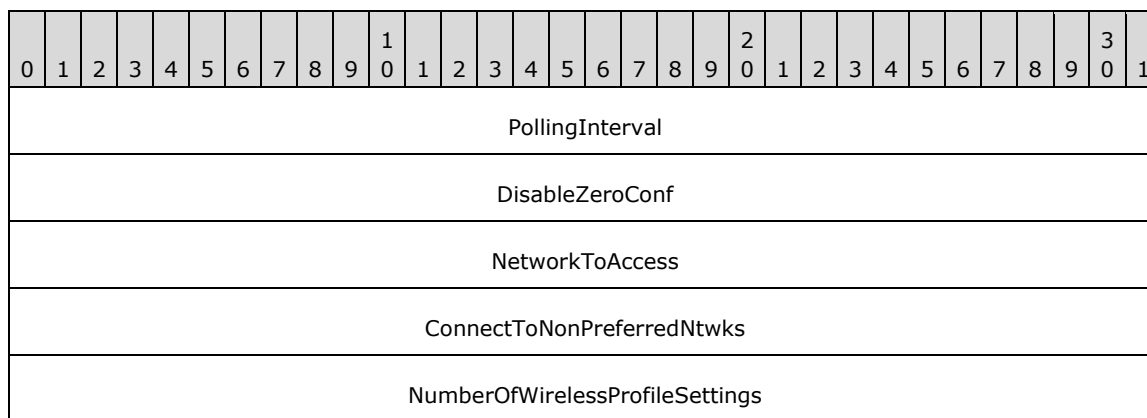 1 2 3
0 1 2 3 4 5 6 7 8 9 0 1 2 3 4 5 6 7 8 9 0 1 2 3 4 5 6 7 8 9 0 1
PollingInterval
DisableZeroConf
NetworkToAccess
ConnectToNonPreferredNtwks
NumberOfWirelessProfileSettings